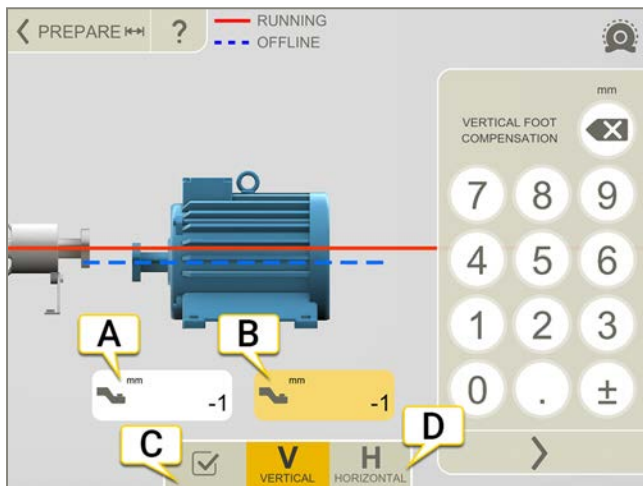 PREPARE ?
RUNNING
OFFLINE
mm
VERTICAL FOOT
COMPENSATION
7 8 9
4 5 6
1 2 3
0 . ±
A
B
mm
-1
mm
-1
C
D
V
VERTICAL
H
HORIZONTAL